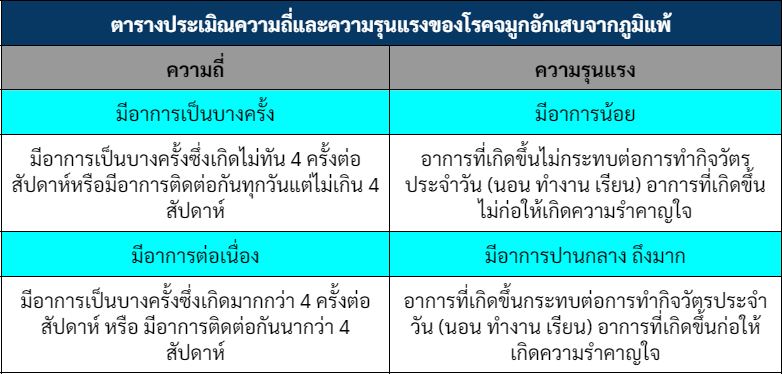 ตารางประเมิณความถี่และความรุนแรงของโรคจมูกอักเสบจากภูมิแพ้
ความถี่
ความรุนแรง
มีอาการเป็นบางครั้ง
มีอาการน้อย
มีอาการเป็นบางครั้งซึ่งเกิดไม่ทัน 4 ครั้งต่อ
สัปดาห์หรือมีอาการติดต่อกันทุกวันแต่ไม่เกิน 4
สัปดาห์
อาการที่เกิดขึ้นไม่กระทบต่อการทำกิจวัตร
ประจำวัน (นอน ทำงาน เรียน) อาการที่เกิดขึ้น
ไม่ก่อให้เกิดความรำคาญใจ
มีอาการต่อเนื่อง
มีอาการปานกลาง ถึงมาก
มีอาการเป็นบางครั้งซึ่งเกิดมากกว่า 4 ครั้งต่อ
สัปดาห์ หรือ มีอาการติดต่อกันนากว่า 4
สัปดาห์
อาการที่เกิดขึ้นกระทบต่อการทำกิจวัตรประจำ
วัน (นอน ทำงาน เรียน) อาการที่เกิดขึ้นก่อให้
เกิดความรำคาญใจ